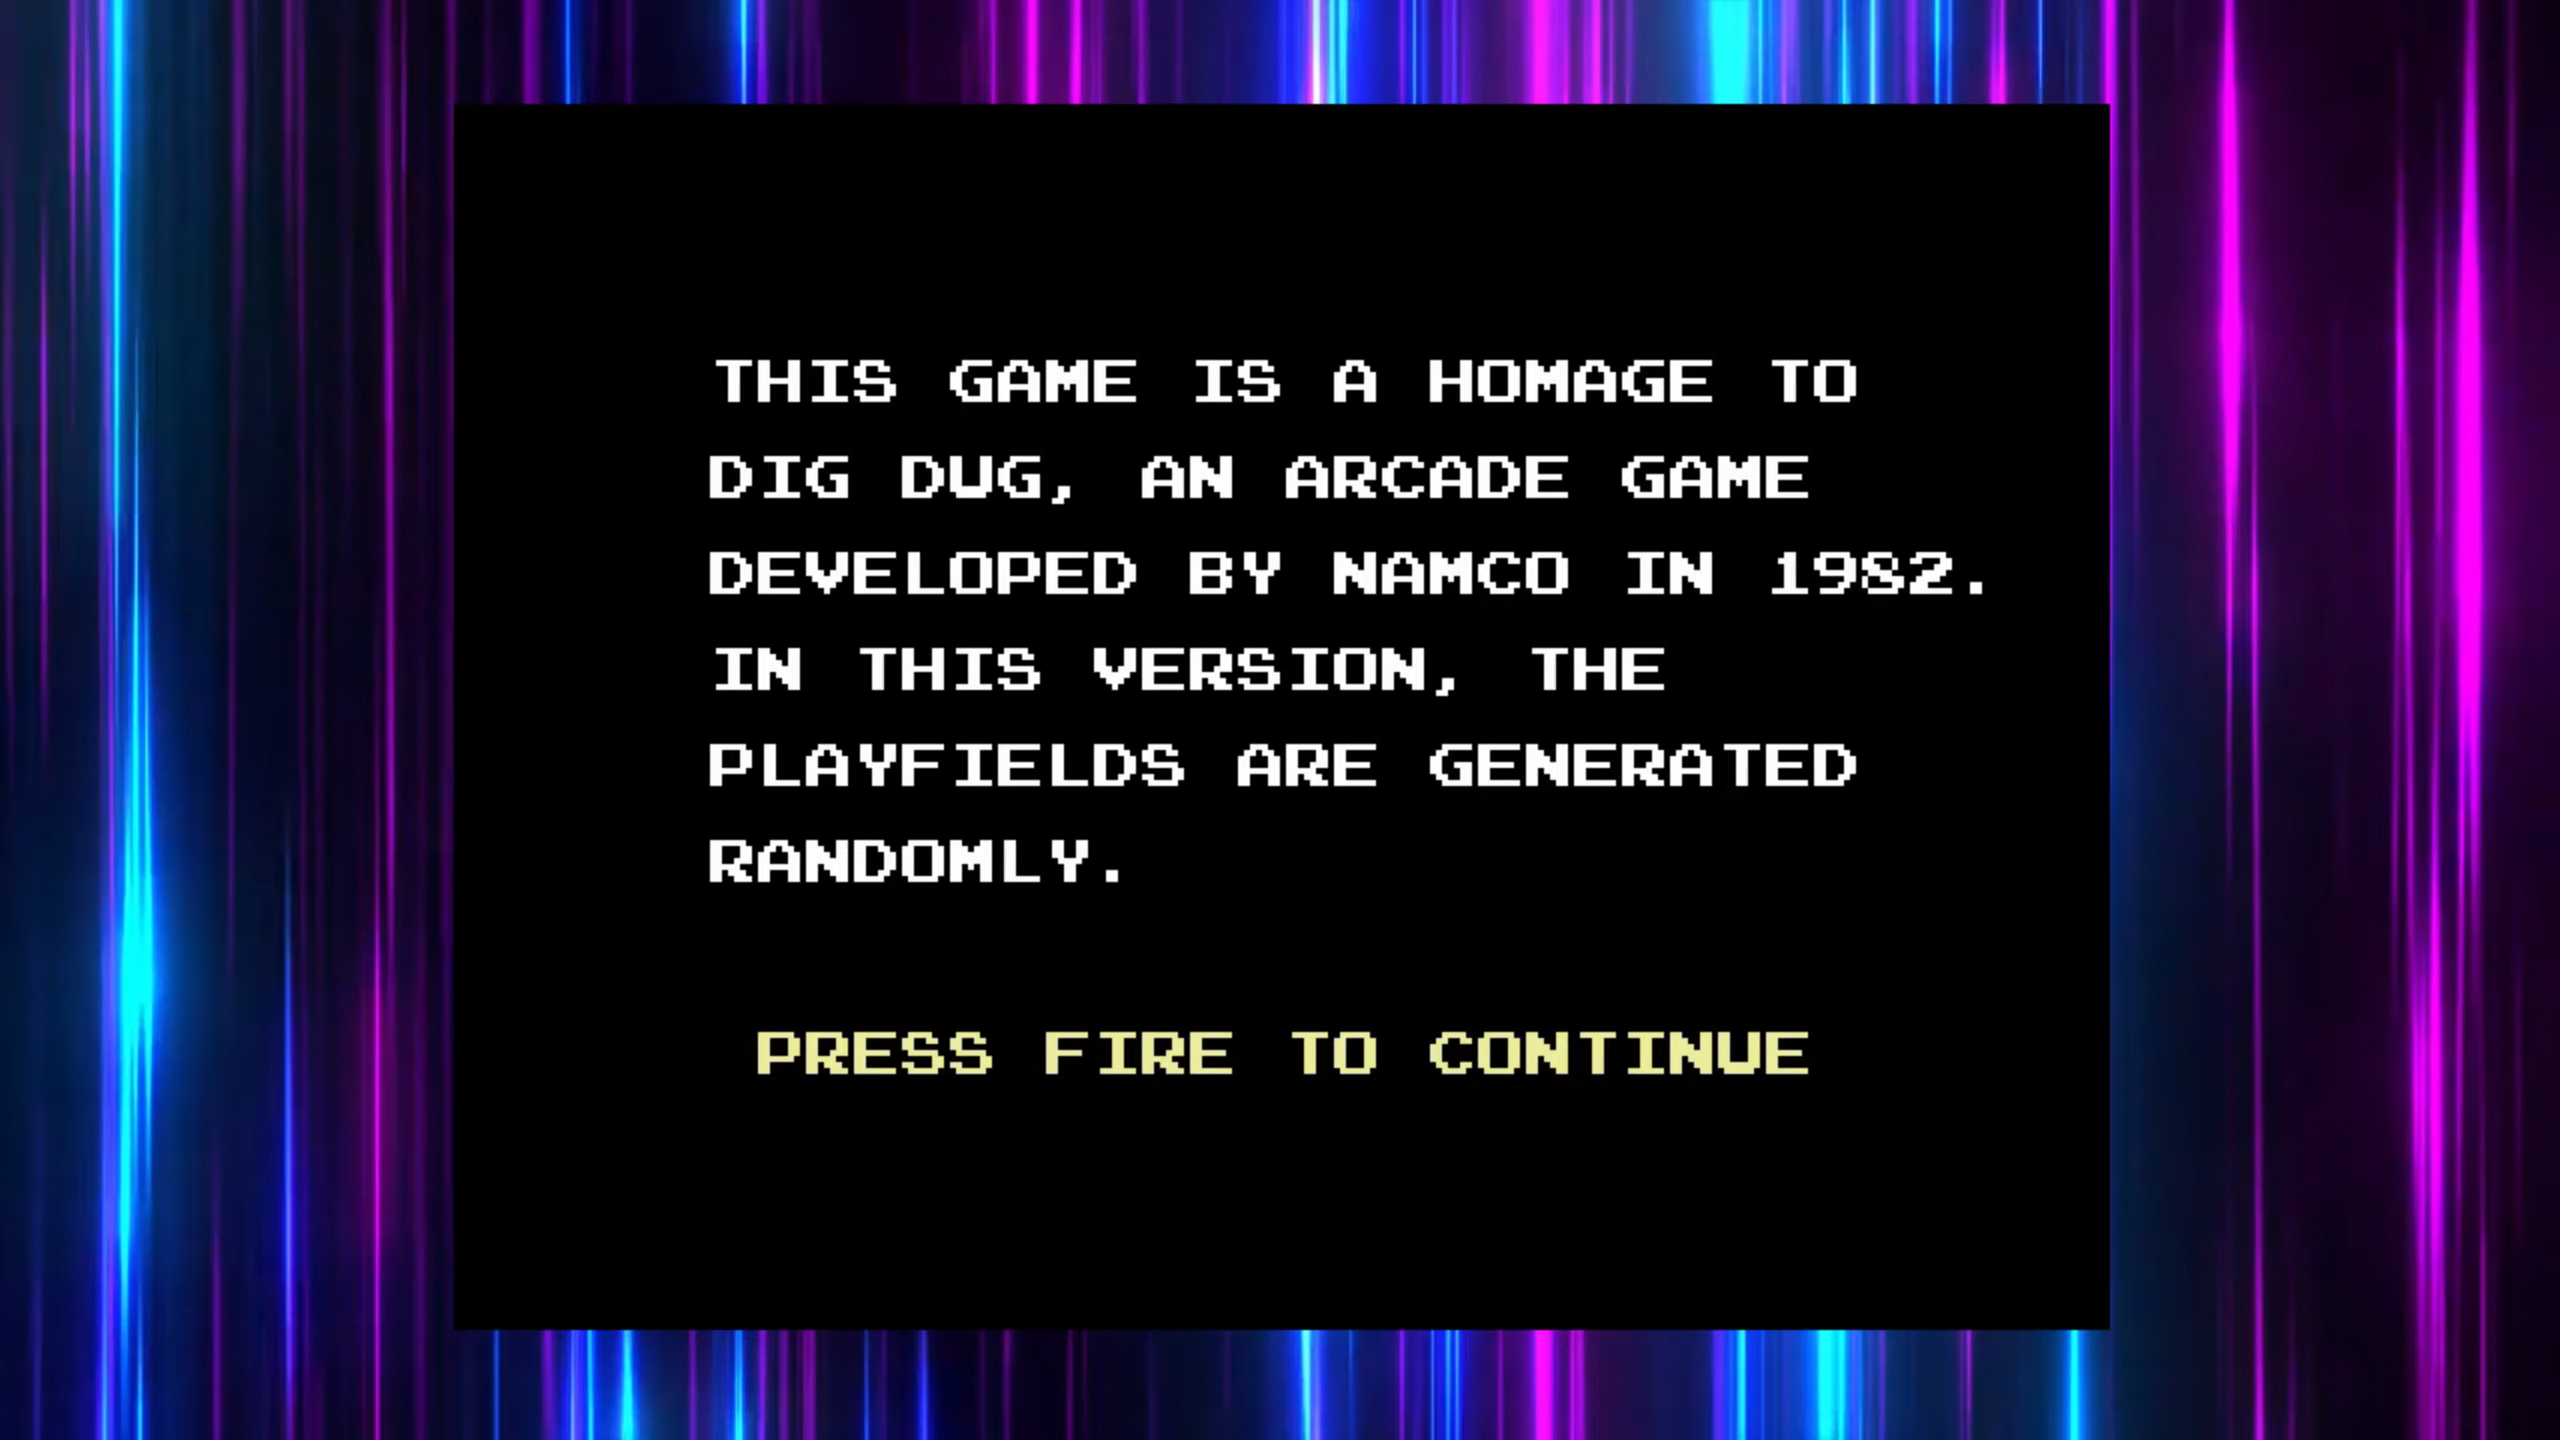 THIS GAME IS A HOMAGE TO
DIG DUG, AN ARCADE GAME
DEVELOPED BY NAMCO IN 1982.
IN THIS VERSION, THE
PLAYFIELDS ARE GENERATED
RANDOMLY.
PRESS FIRE TO CONTINUE